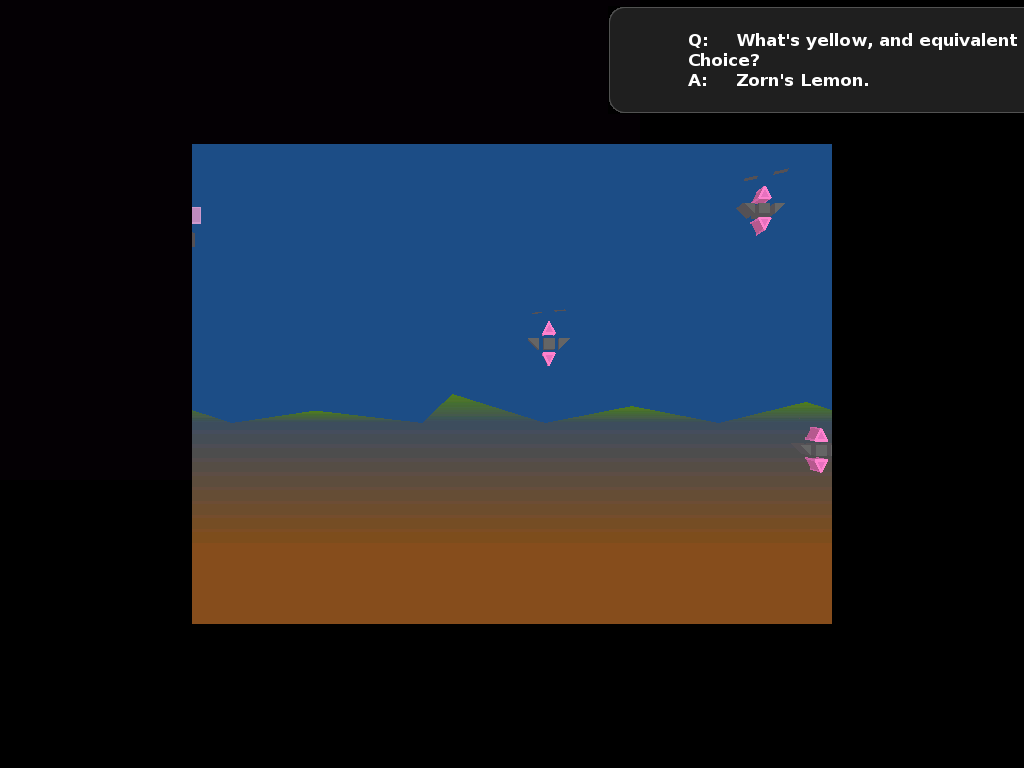 Q: What's yellow, and equivalent
Choice?
A: Zorn's Lemon.